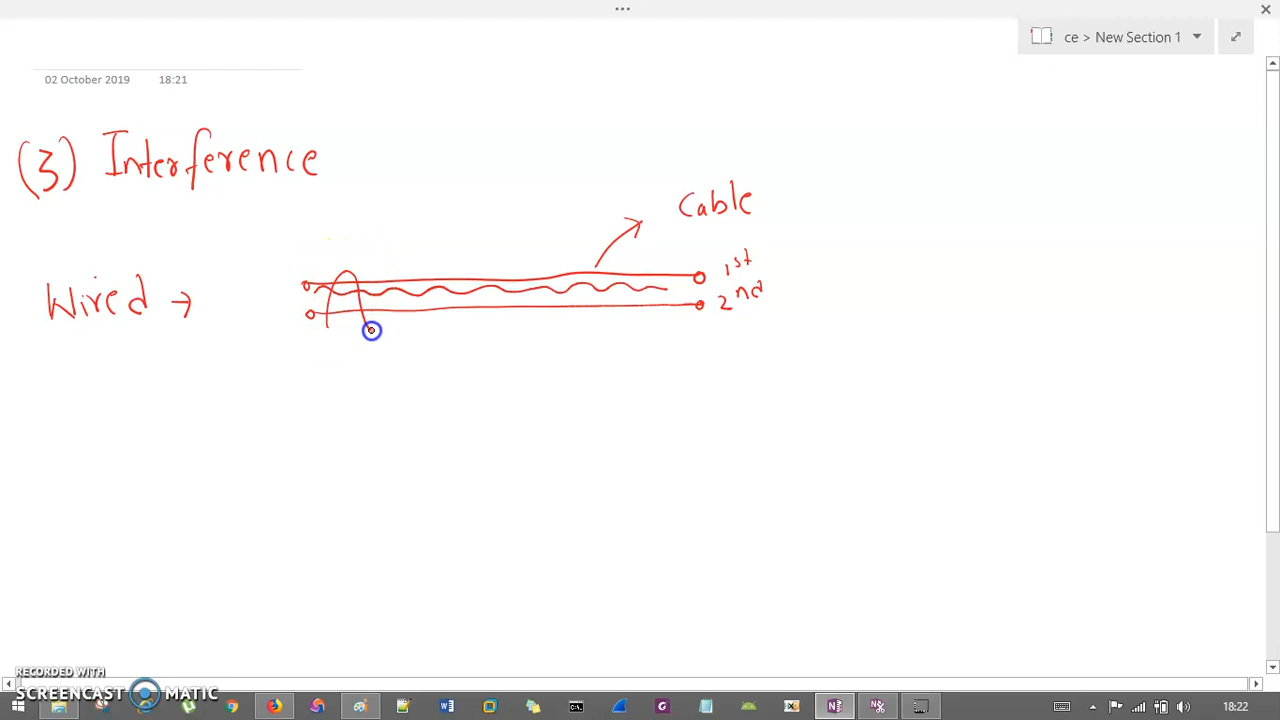 ...
ce > New Section 1
02 October 2019 18:21
(3) Interference
Cable
1st
Wired →
2nd
RECORDED WITH
SCREENCAST MATIC
18:22